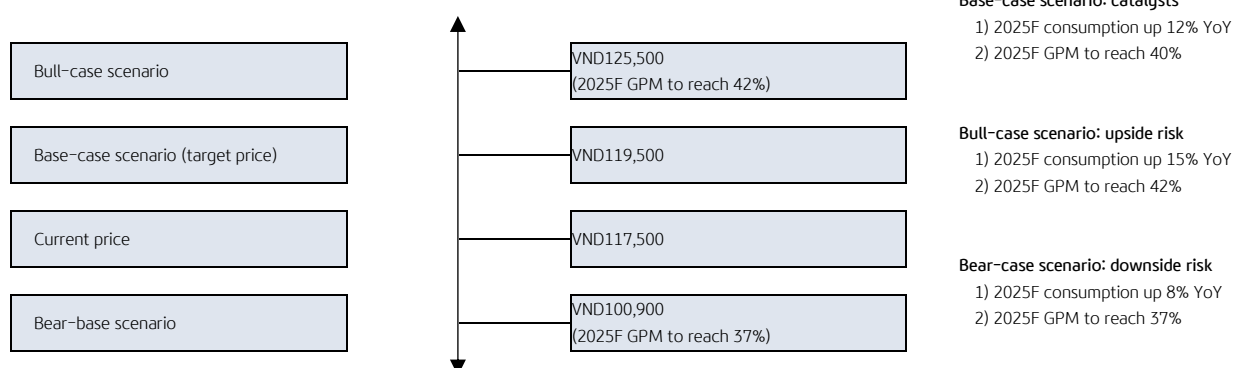 Bull-case scenario
VND125,500
(2025F GPM to reach 42%)
Base-case scenario (target price)
VND119,500
Current price
VND117,500
Bear-base scenario
VND100,900
(2025F GPM to reach 37%)
Base-case scenario: catalysts
1) 2025F consumption up 12% YoY
2) 2025F GPM to reach 40%
Bull-case scenario: upside risk
1) 2025F consumption up 15% YoY
2) 2025F GPM to reach 42%
Bear-case scenario: downside risk
1) 2025F consumption up 8% YoY
2) 2025F GPM to reach 37%